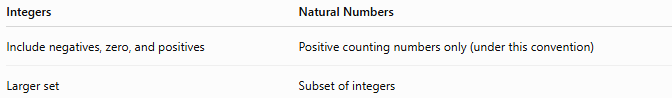 Integers Natural Numbers
Include negatives, zero, and positives Positive counting numbers only (under this convention)
Larger set Subset of integers